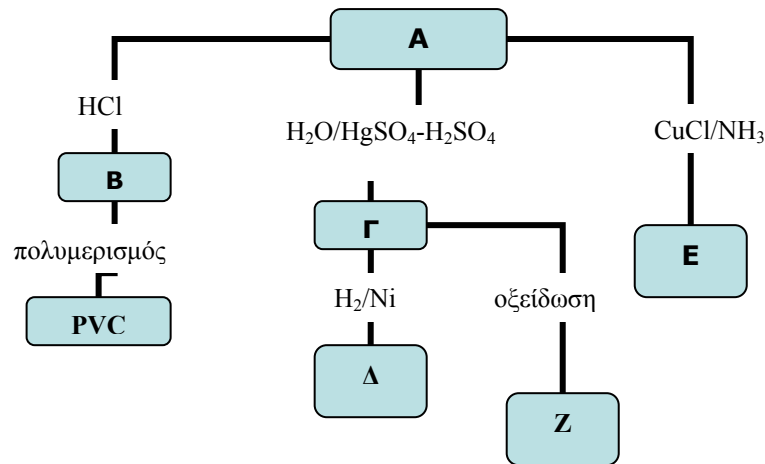 A
HCl
H₂O/HgSO₄-H₂SO₄
CuCl/NH₃
B
Γ
E
πολυμερισμός
H₂/Ni
οξείδωση
PVC
Δ
Z